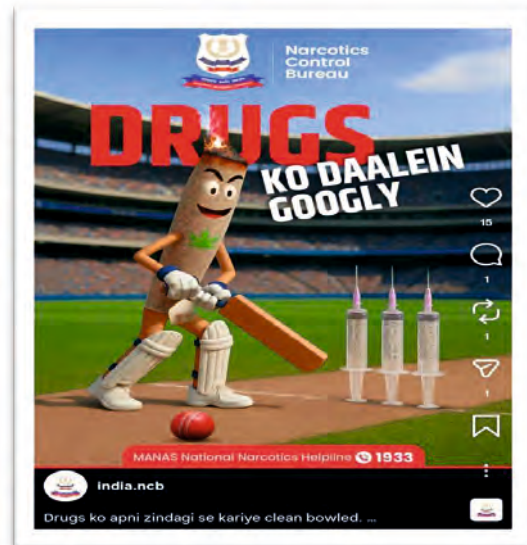 Narcotics
Control
Bureau
DRUGS
KO DAALEIN
GOOGLY
15
1
1
1
MANAS National Narcotics Helpline 1933
india.ncb
Drugs ko apni zindagi se kariye clean bowled. ...